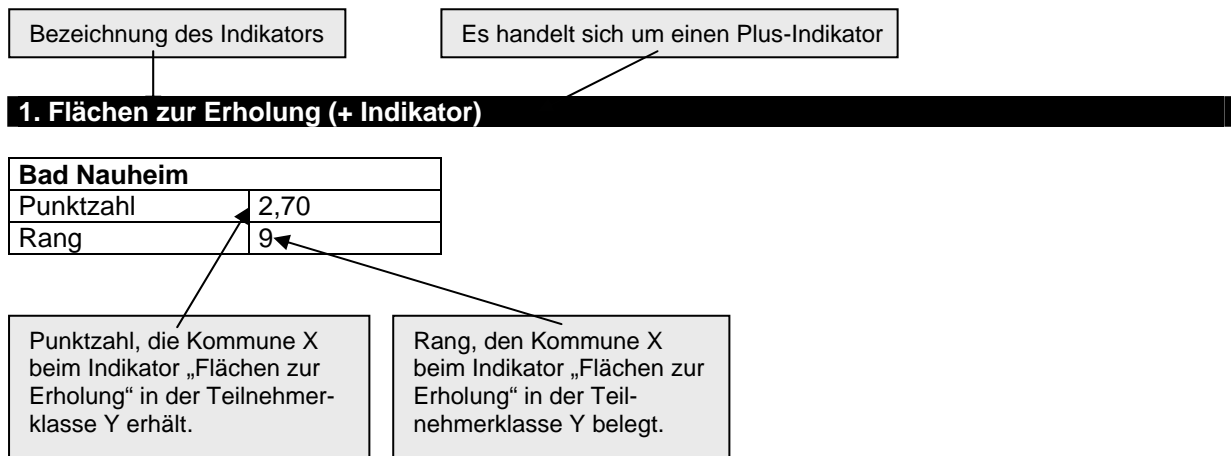 Bezeichnung des Indikators
Es handelt sich um einen Plus-Indikator
1. Flächen zur Erholung (+ Indikator)
Bad Nauheim
Punktzahl 2,70
Rang 9
Punktzahl, die Kommune X
beim Indikator „Flächen zur
Erholung“ in der Teilnehmer-
klasse Y erhält.
Rang, den Kommune X
beim Indikator „Flächen zur
Erholung“ in der Teil-
nehmerklasse Y belegt.